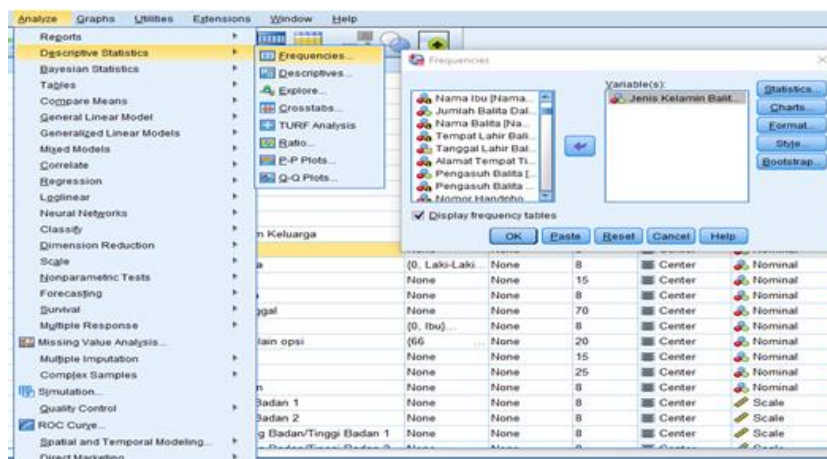 Analyze Graphs Utilities Extensions Window Help
Reports
Descriptive Statistics
Bayesian Statistics
Tables
Compare Means
General Linear Model
Generalized Linear Models
Mixed Models
Correlate
Regression
Loglinear
Neural Networks
Classify
Dimension Reduction
Scale
Nonparametric Tests
Forecasting
Survival
Multiple Response
Missing Value Analysis...
Multiple Imputation
Complex Samples
Simulation...
Quality Control
ROC Curve...
Spatial and Temporal Modeling...
Direct Marketing
Frequencies...
Descriptives...
Explore...
Crosstabs...
TURF Analysis
Ratio...
P-P Plots...
Q-Q Plots...
Frequencies
Nama Ibu [Nama...
Jumlah Balita Dal...
Nama Balita [Na...
Tempat Lahir Bali...
Tanggal Lahir Bal...
Alamat Tempat Ti...
Pengasuh Balita [...
Pengasuh Balita ...
Nomor Handpho...
Variable(s):
Jenis Kelamin Balit...
Statistics...
Charts...
Format...
Style...
Bootstrap...
Display frequency tables
OK Paste Reset Cancel Help
n Keluarga
a {0, Laki-Laki... None 8 Center Nominal
None None 15 Center Nominal
None None 8 Center Nominal
ggal None None 70 Center Nominal
{0, Ibu}... None 8 Center Nominal
lain opsi {66 ... None 20 Center Nominal
None None 15 Center Nominal
None None 25 Center Nominal
n None None 8 Center Nominal
Badan 1 None None 8 Center Scale
Badan 2 None None 8 Center Scale
g Badan/Tinggi Badan 1 None None 8 Center Scale